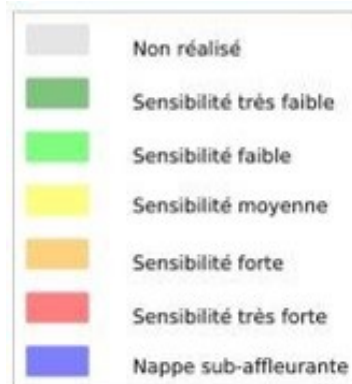 Non réalisé
Sensibilité très faible
Sensibilité faible
Sensibilité moyenne
Sensibilité forte
Sensibilité très forte
Nappe sub-affleurante